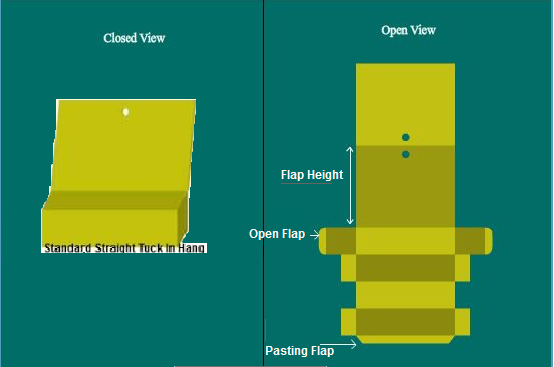 Closed View
Standard Straight Tuck In Hang
Open View
Flap Height
Open Flap
Pasting Flap